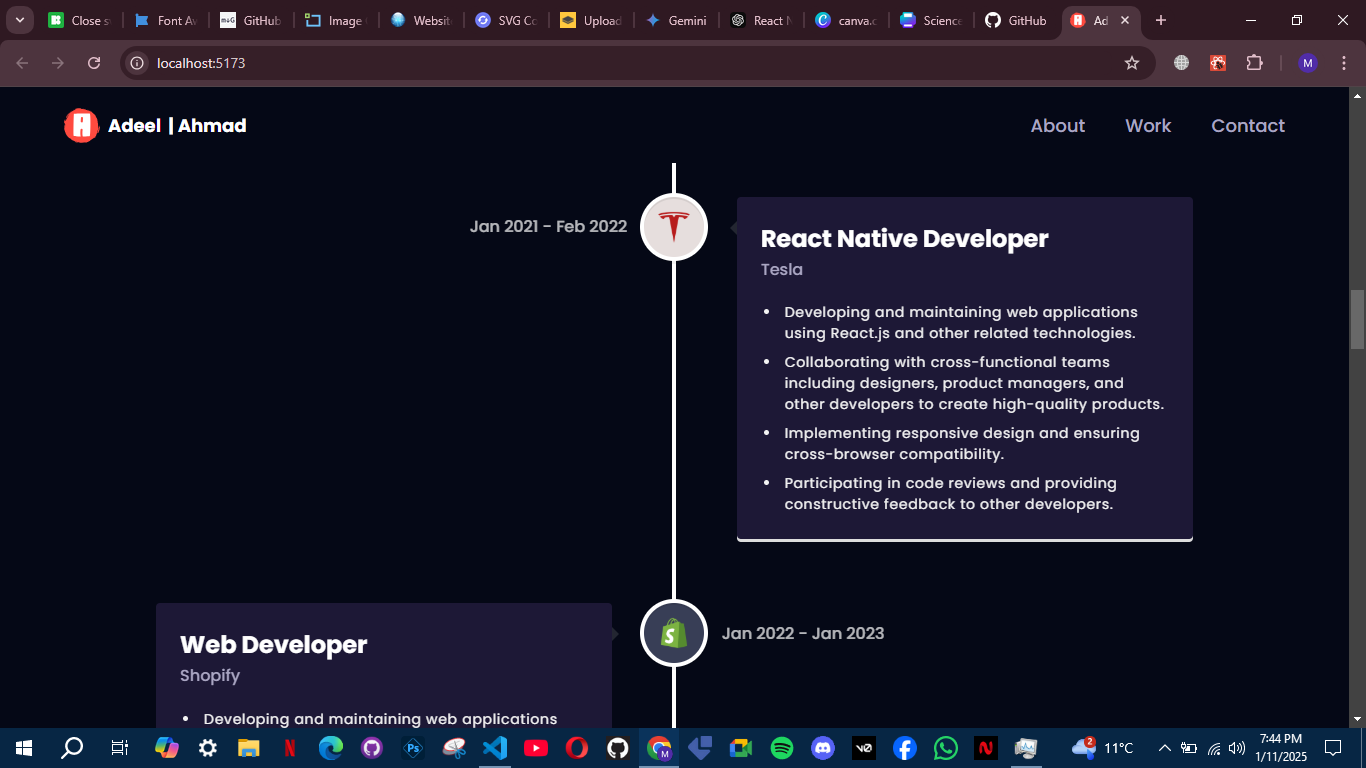 Close s
Font Av
GitHub
Image
Website
SVG Co
Upload
Gemini
React N
canva.c
Science
GitHub
Ad
localhost:5173
M
Adeel | Ahmad
About
Work
Contact
Jan 2021 - Feb 2022
React Native Developer
Tesla
• Developing and maintaining web applications
using React.js and other related technologies.
• Collaborating with cross-functional teams
including designers, product managers, and
other developers to create high-quality products.
• Implementing responsive design and ensuring
cross-browser compatibility.
• Participating in code reviews and providing
constructive feedback to other developers.
Web Developer
Shopify
Jan 2022 - Jan 2023
• Developing and maintaining web applications
2
11°C
7:44 PM
1/11/2025